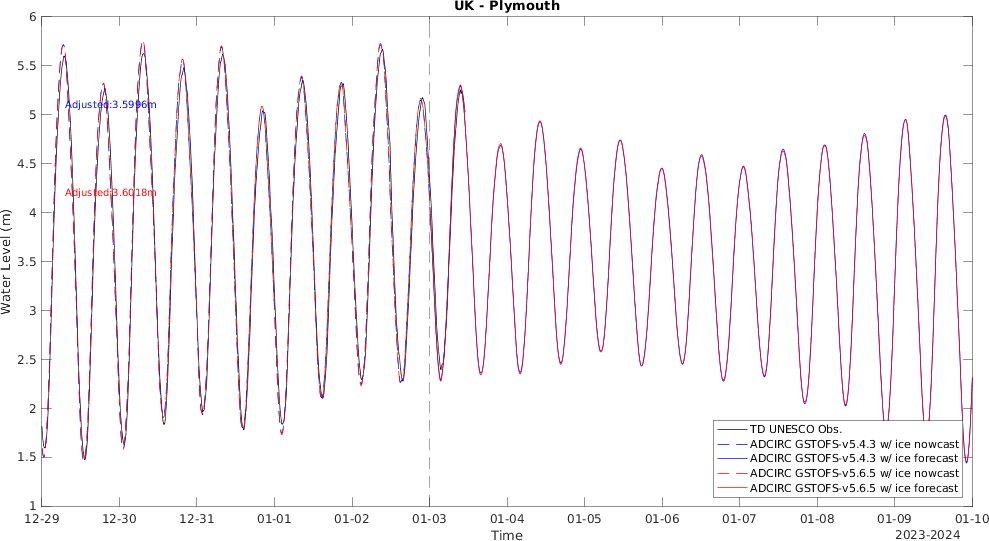 UK - Plymouth
6
5.5
5
4.5
4
3.5
3
2.5
2
1.5
1
Water Level (m)
Adjusted:3.5996m
Adjusted:3.6018m
TD UNESCO Obs.
ADCIRC GSTOFS-v5.4.3 w/ ice nowcast
ADCIRC GSTOFS-v5.4.3 w/ ice forecast
ADCIRC GSTOFS-v5.6.5 w/ ice nowcast
ADCIRC GSTOFS-v5.6.5 w/ ice forecast
12-29 12-30 12-31 01-01 01-02 01-03 01-04 01-05 01-06 01-07 01-08 01-09 01-10
Time
2023-2024